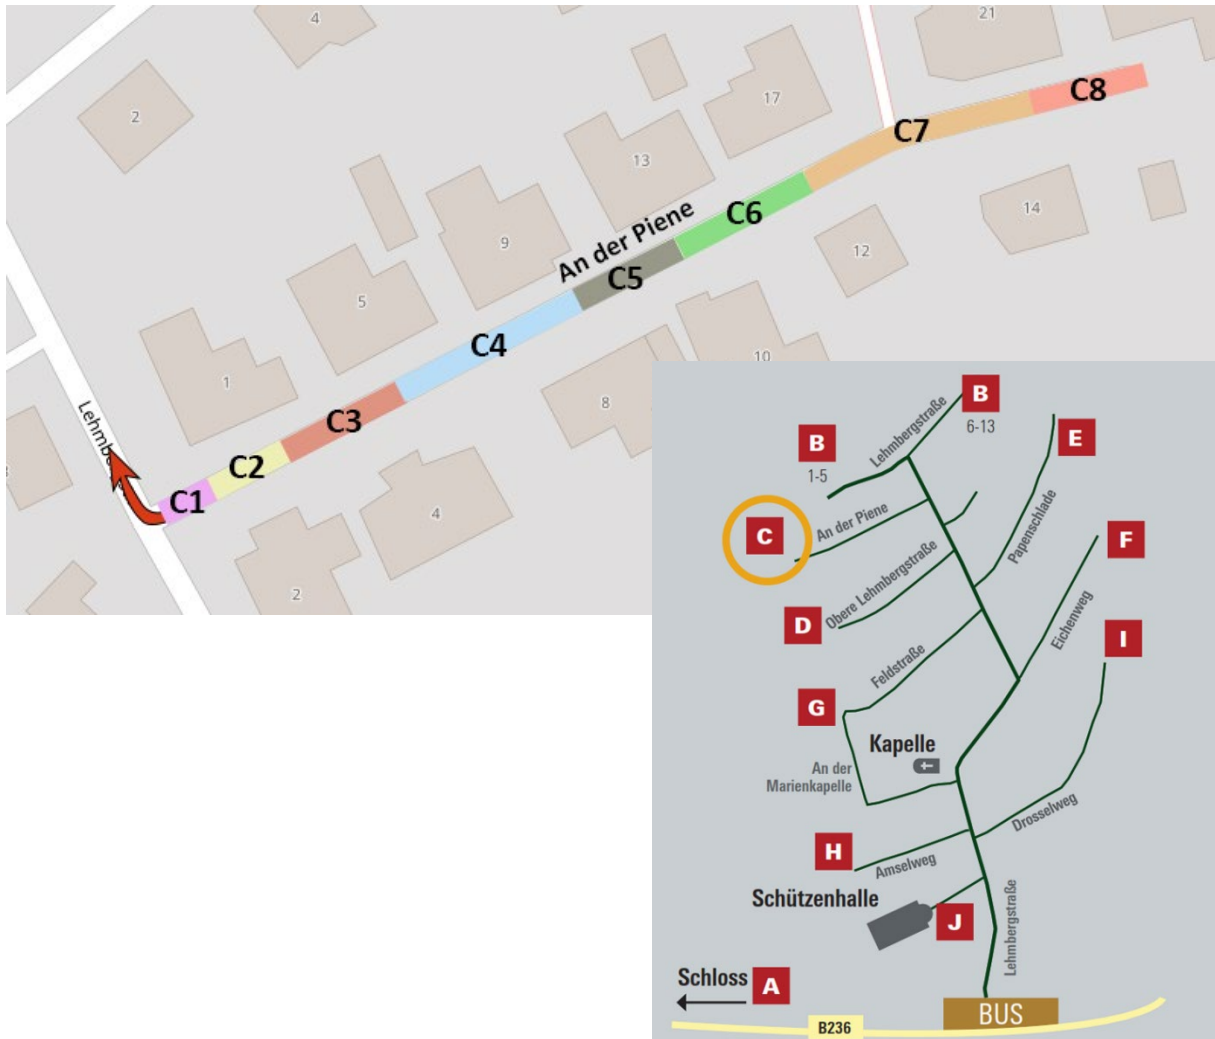 4
21
2
17
C8
C7
13
An der Piene
C6
9
14
5
C5
12
C4
1
10
8
C3
Lehmbe
C2
C1
4
2
B
6-13
Lehmbergstraße
B
1-5
E
C
An der Piene
Papenschlade
F
Obere Lehmbergstraße
D
Eichenweg
I
Feldstraße
G
Kapelle
An der
Marienkapelle
Drosselweg
H
Amselweg
Schützenhalle
J
Lehmbergstraße
Schloss A
BUS
B236